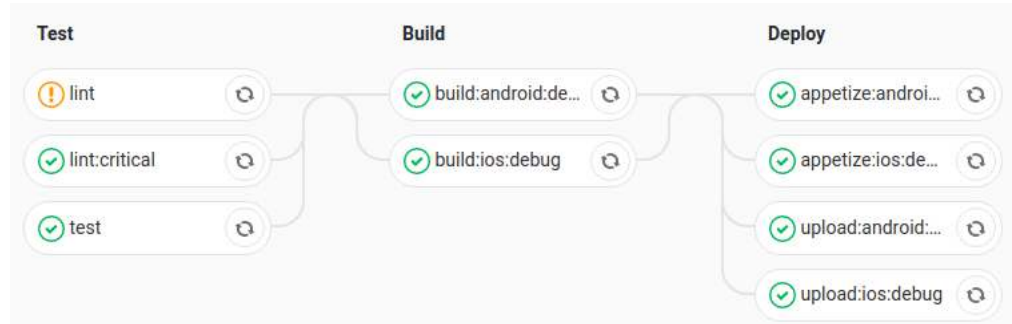 Test
Build
Deploy
lint
build:android:de...
appetize:androi...
lint:critical
build:ios:debug
appetize:ios:de...
test
upload:android:...
upload:ios:debug